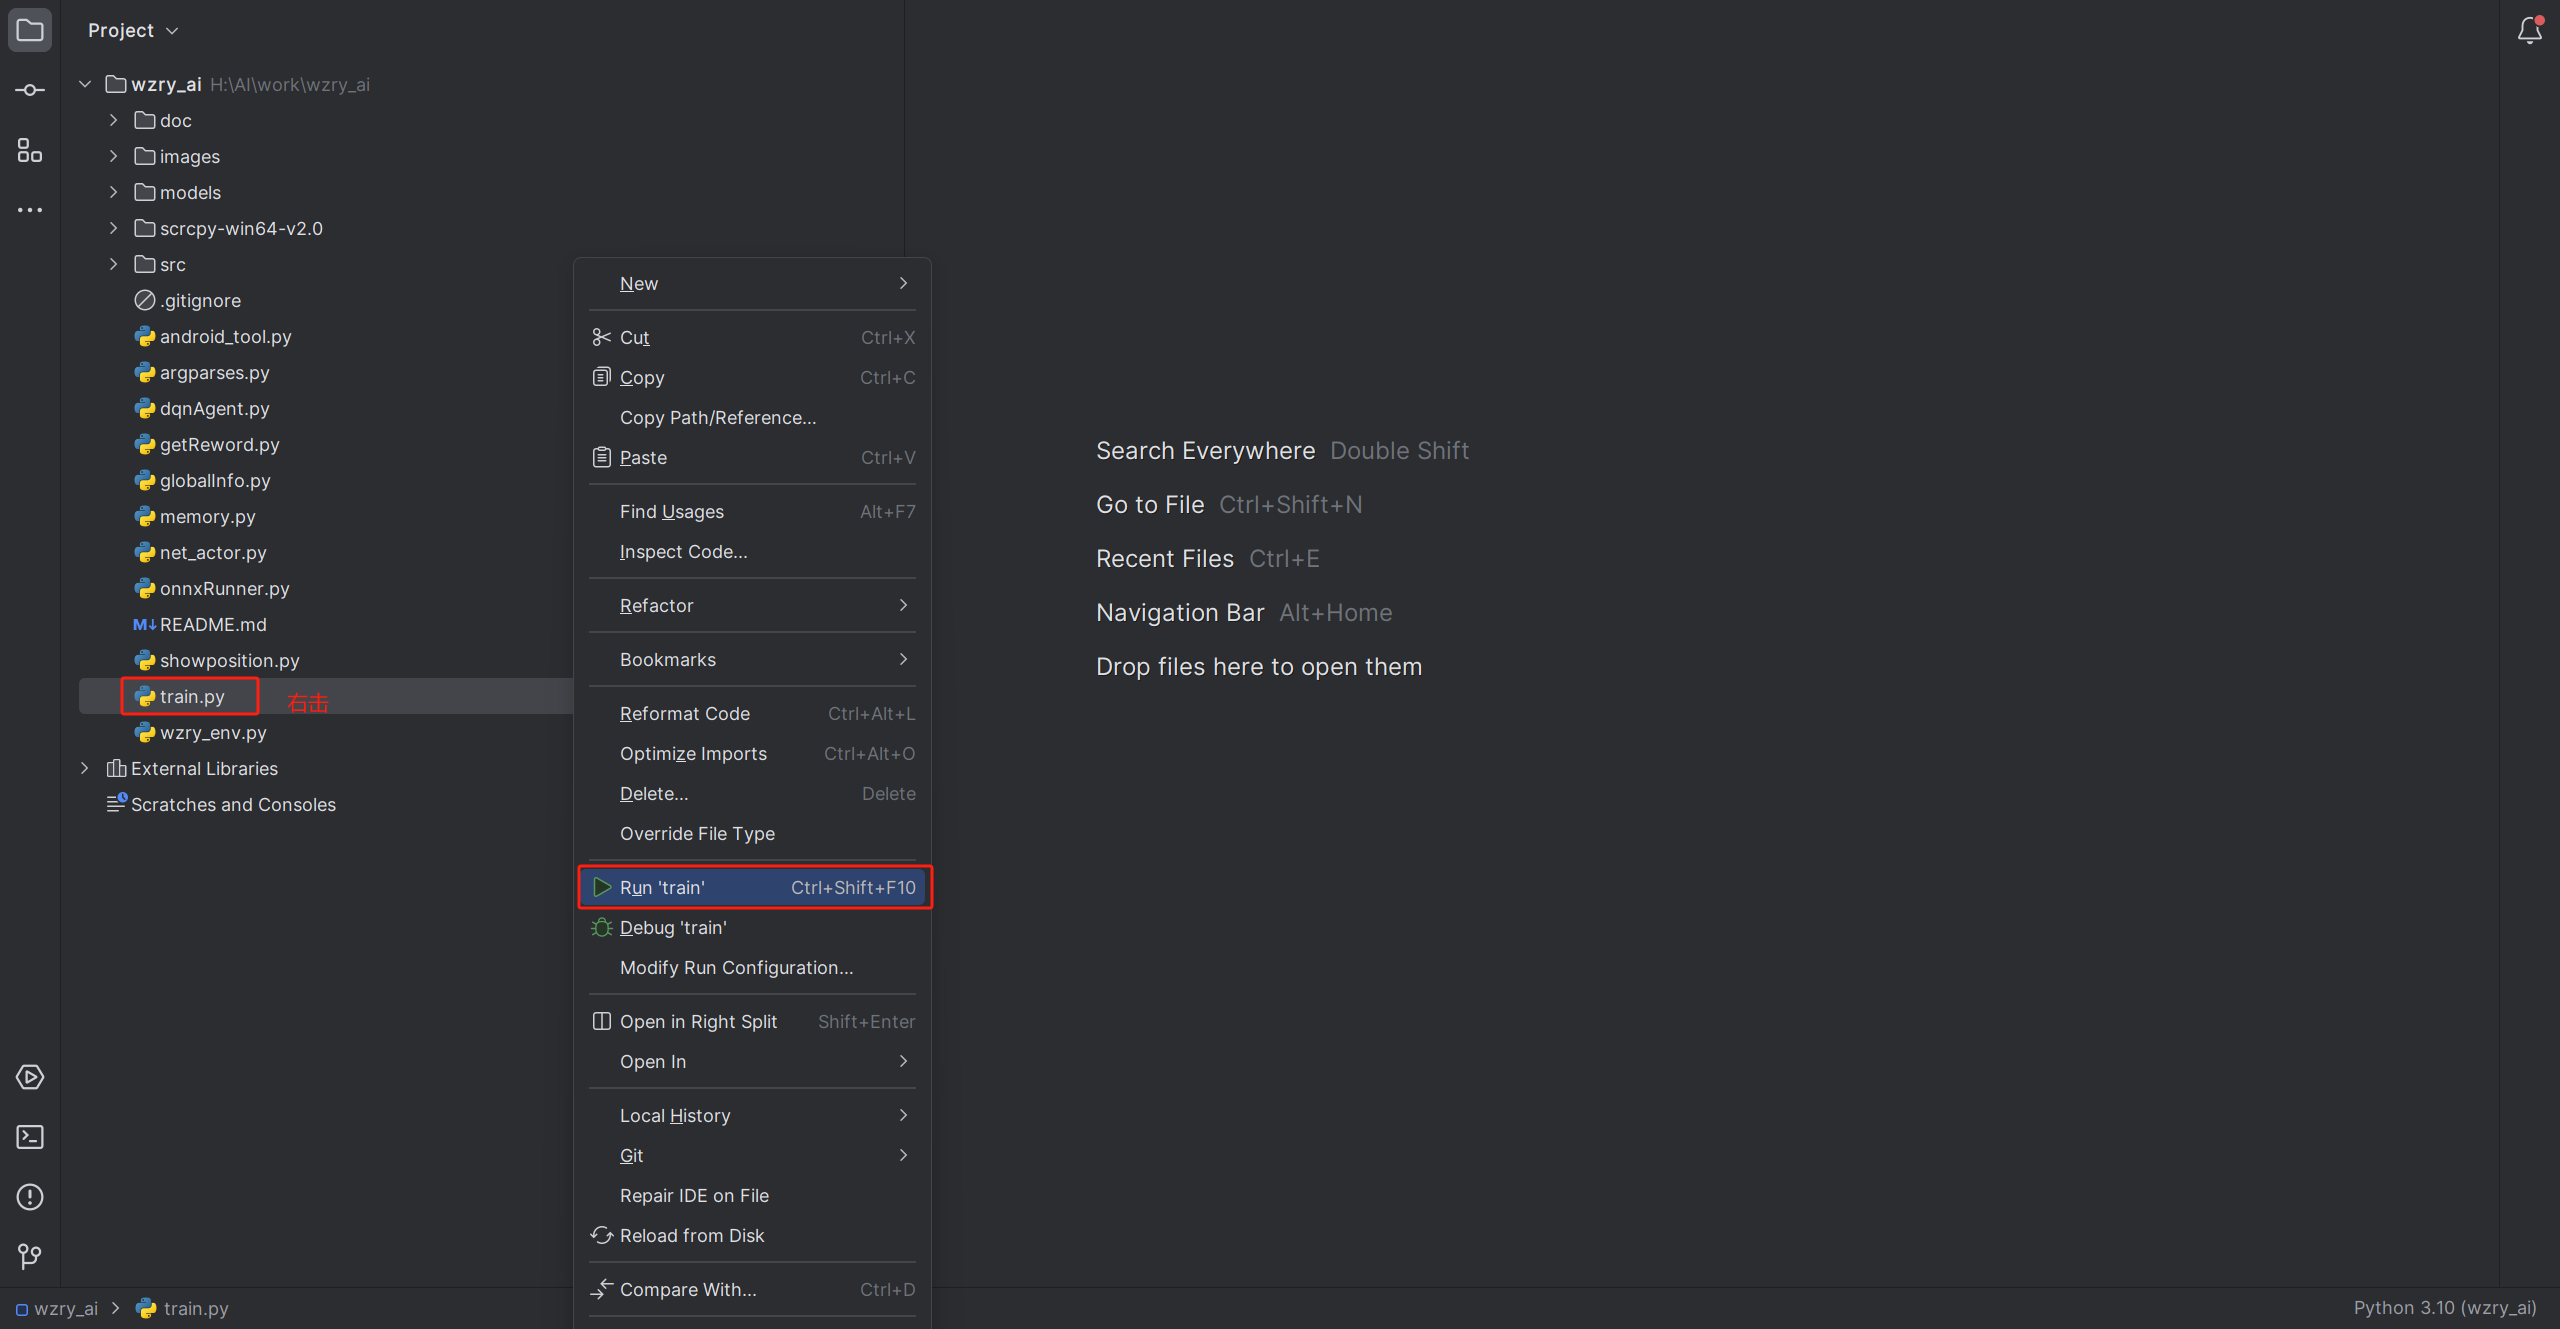 Project
wzry_ai H:\AI\work\wzry_ai
doc
images
models
scrcpy-win64-v2.0
src
.gitignore
android_tool.py
argparses.py
dqnAgent.py
getReword.py
globalInfo.py
memory.py
net_actor.py
onnxRunner.py
M↓ README.md
showposition.py
train.py 右击
wzry_env.py
External Libraries
Scratches and Consoles
New
Cut Ctrl+X
Copy Ctrl+C
Copy Path/Reference...
Paste Ctrl+V
Find Usages Alt+F7
Inspect Code...
Refactor
Bookmarks
Reformat Code Ctrl+Alt+L
Optimize Imports Ctrl+Alt+O
Delete... Delete
Override File Type
Run 'train' Ctrl+Shift+F10
Debug 'train'
Modify Run Configuration...
Open in Right Split Shift+Enter
Open In
Local History
Git
Repair IDE on File
Reload from Disk
Compare With... Ctrl+D
Search Everywhere Double Shift
Go to File Ctrl+Shift+N
Recent Files Ctrl+E
Navigation Bar Alt+Home
Drop files here to open them
wzry_ai > train.py
Python 3.10 (wzry_ai)